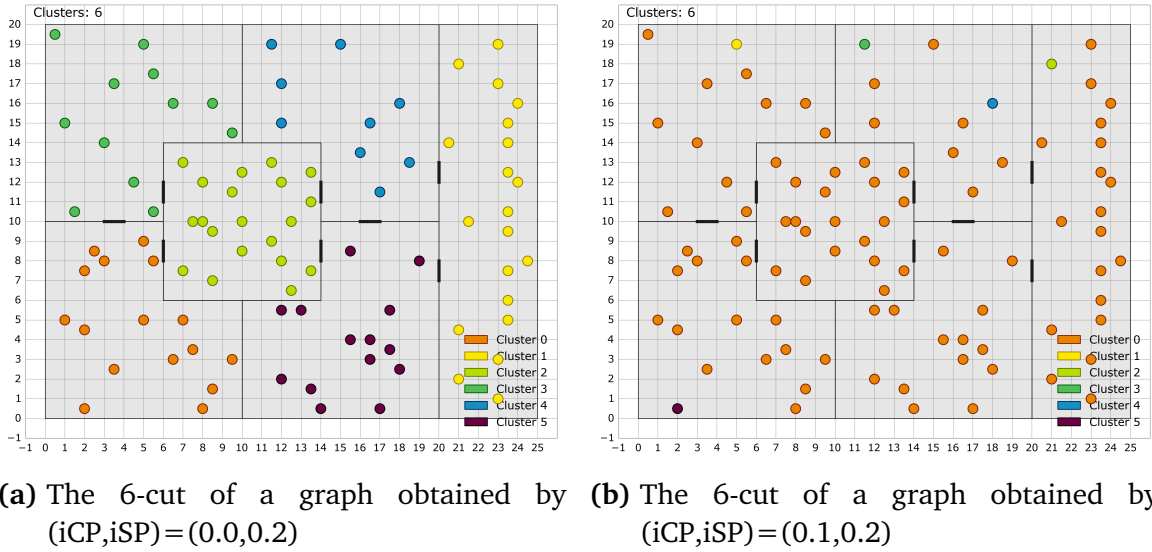 Clusters: 6
20
19
18
17
16
15
14
13
12
11
10
9
8
7
6
5
4
3
2
1
0
−1
Cluster 0
Cluster 1
Cluster 2
Cluster 3
Cluster 4
Cluster 5
−1 0 1 2 3 4 5 6 7 8 9 10 11 12 13 14 15 16 17 18 19 20 21 22 23 24 25
(a) The 6-cut of a graph obtained by
(iCP,iSP)=(0.0,0.2)
Clusters: 6
20
19
18
17
16
15
14
13
12
11
10
9
8
7
6
5
4
3
2
1
0
−1
Cluster 0
Cluster 1
Cluster 2
Cluster 3
Cluster 4
Cluster 5
−1 0 1 2 3 4 5 6 7 8 9 10 11 12 13 14 15 16 17 18 19 20 21 22 23 24 25
(b) The 6-cut of a graph obtained by
(iCP,iSP)=(0.1,0.2)